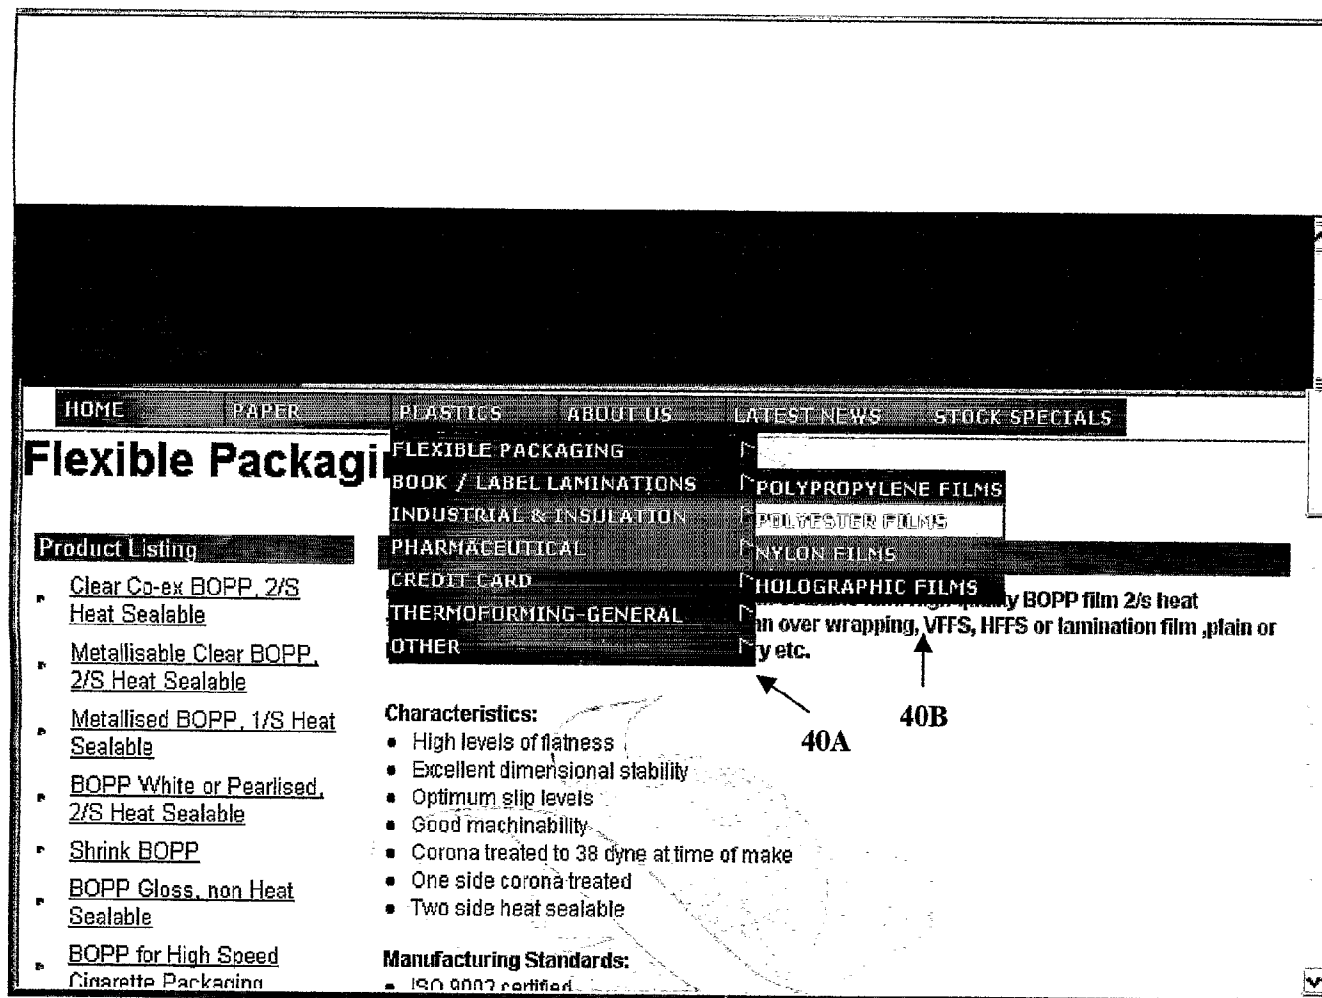 HOME PAPER PLASTICS ABOUT US LATEST NEWS STOCK SPECIALS
Flexible Packagi
FLEXIBLE PACKAGING
BOOK / LABEL LAMINATIONS
INDUSTRIAL & INSULATION
PHARMACEUTICAL
CREDIT CARD
THERMOFORMING-GENERAL
OTHER
POLYPROPYLENE FILMS
POLYESTER FILMS
NYLON FILMS
HOLOGRAPHIC FILMS
Product Listing
Clear Co-ex BOPP, 2/S
Heat Sealable
Metallisable Clear BOPP,
2/S Heat Sealable
Metallised BOPP, 1/S Heat
Sealable
BOPP White or Pearlised,
2/S Heat Sealable
Shrink BOPP
BOPP Gloss, non Heat
Sealable
BOPP for High Speed
Cigarette Packaging
BOPP film 2/s heat
over wrapping, VFFS, HFFS or lamination film ,plain or
etc.
40A
40B
Characteristics:
High levels of flatness
Excellent dimensional stability
Optimum slip levels
Good machinability
Corona treated to 38 dyne at time of make
One side corona treated
Two side heat sealable
Manufacturing Standards:
ISO 9002 certified